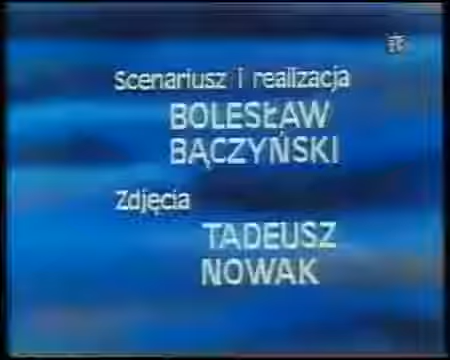 Scenariusz i realizacja
BOLESŁAW
BĄCZYŃSKI
Zdjęcia
TADEUSZ
NOWAK